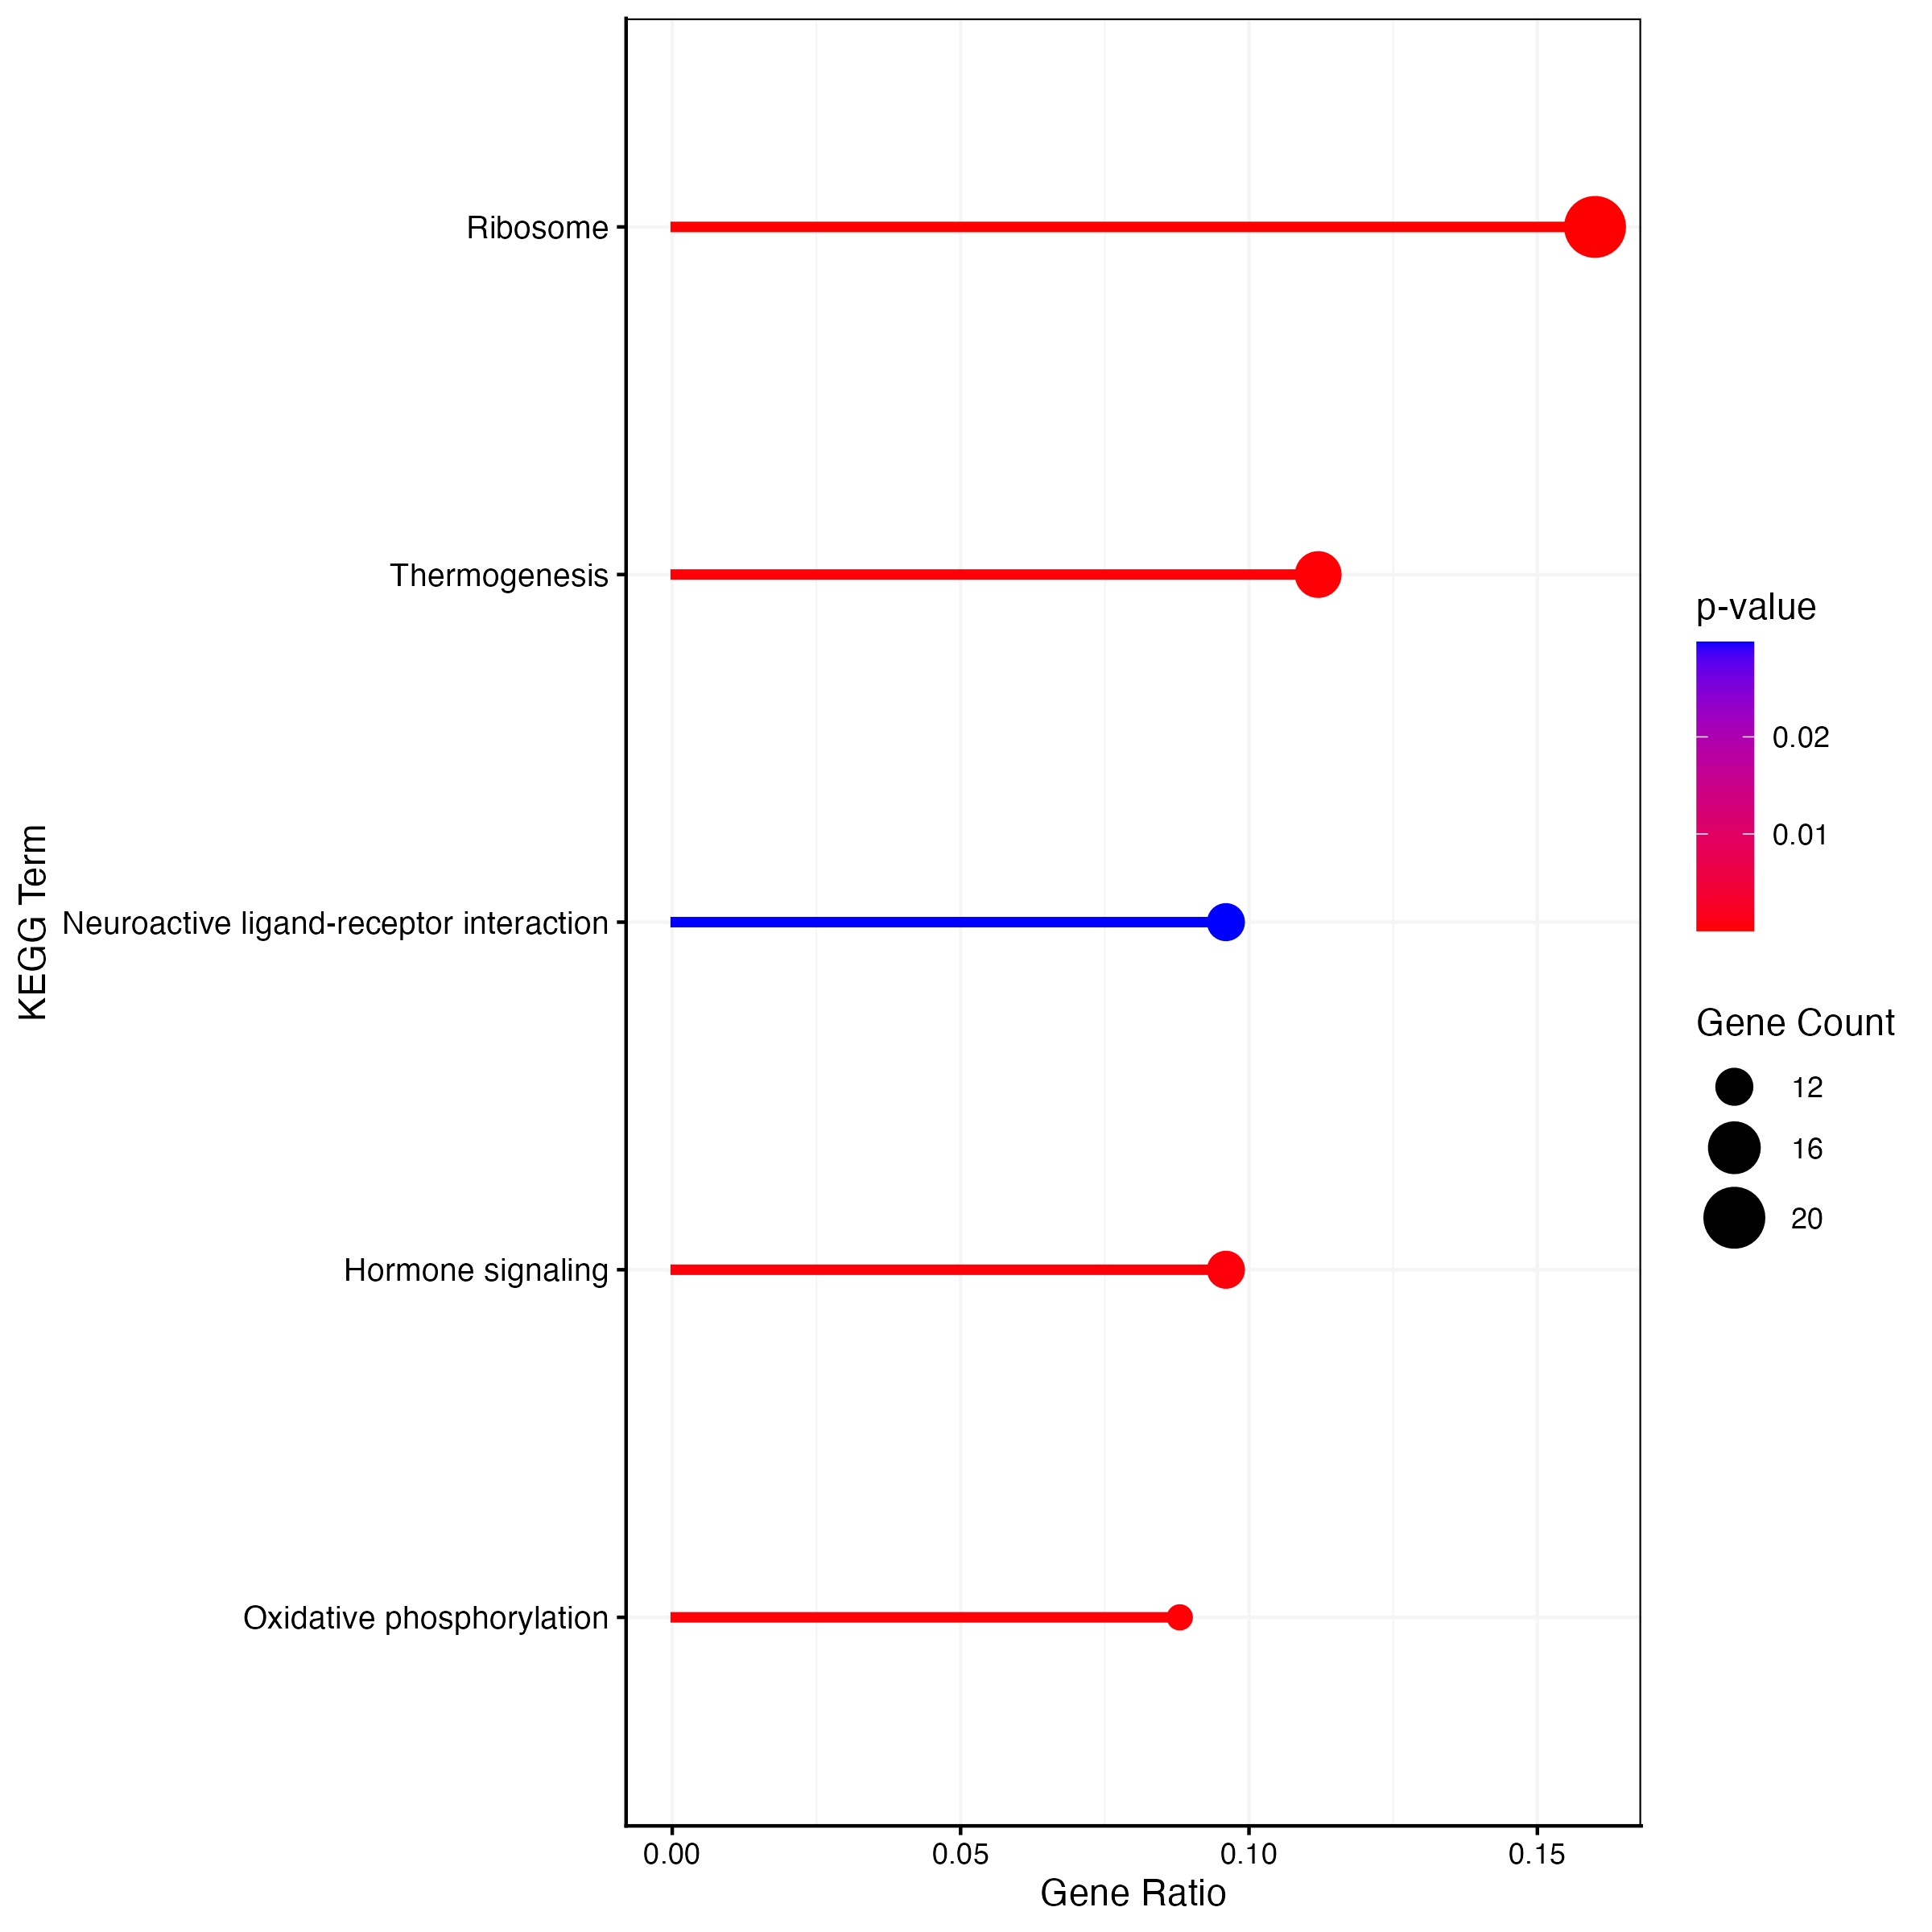 KEGG Term
Ribosome
Thermogenesis
Neuroactive ligand-receptor interaction
Hormone signaling
Oxidative phosphorylation
0.00
0.05
0.10
0.15
Gene Ratio
p-value
0.02
0.01
Gene Count
12
16
20